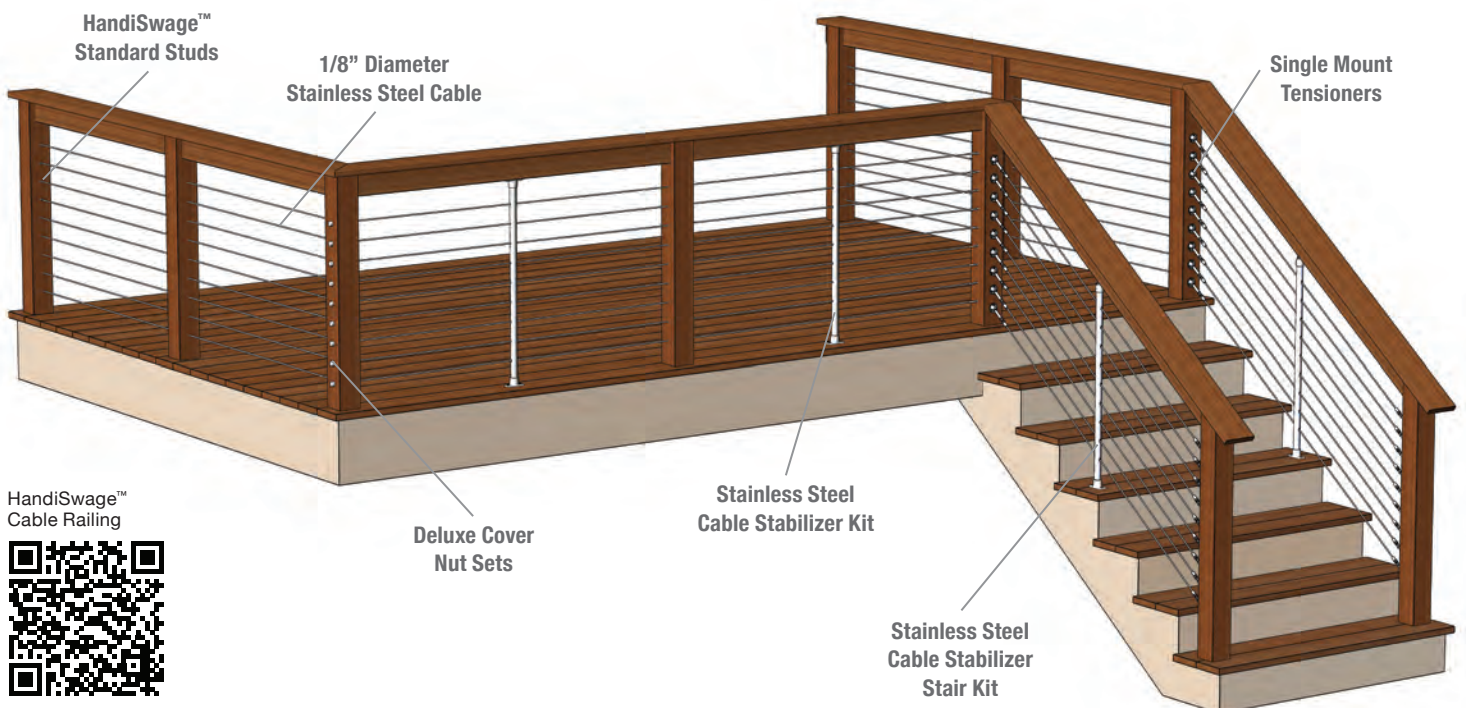 HandiSwage™
Standard Studs
1/8” Diameter
Stainless Steel Cable
Single Mount
Tensioners
HandiSwage™
Cable Railing
Deluxe Cover
Nut Sets
Stainless Steel
Cable Stabilizer Kit
Stainless Steel
Cable Stabilizer
Stair Kit